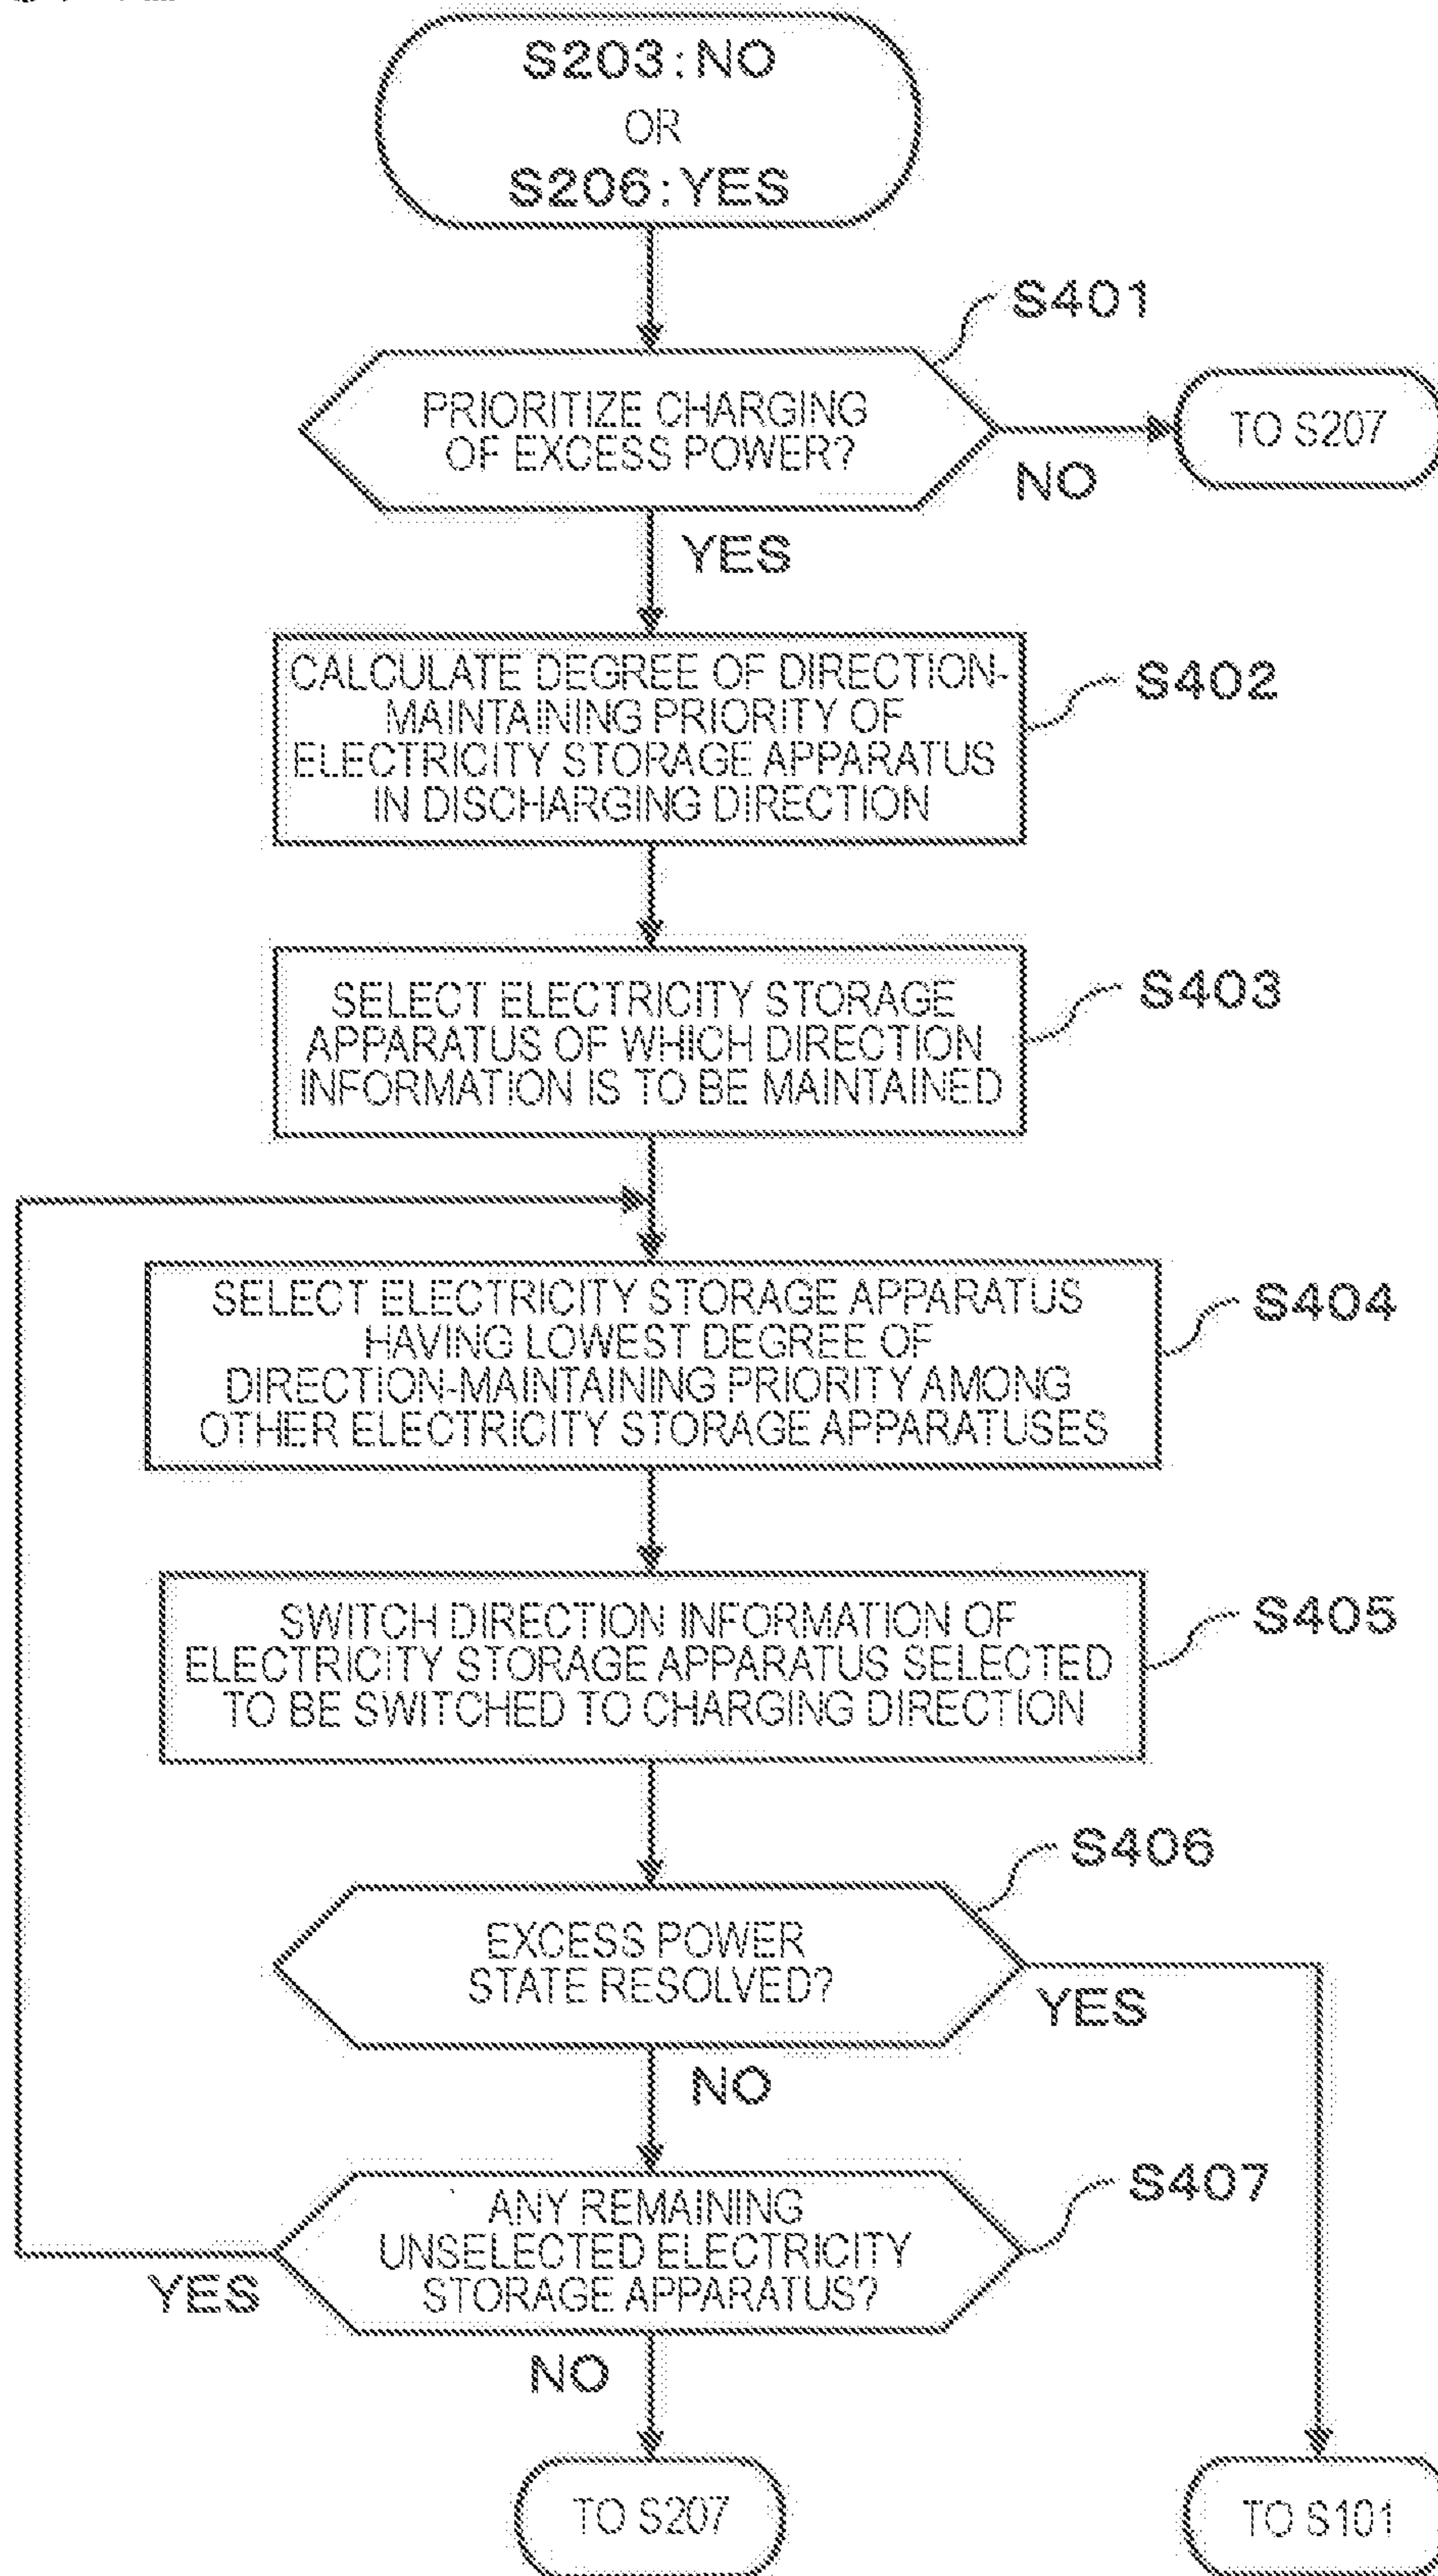 S203:NO
OR
S206:YES
S401
PRIORITIZE CHARGING
OF EXCESS POWER?
TO S207
NO
YES
CALCULATE DEGREE OF DIRECTION-
MAINTAINING PRIORITY OF
ELECTRICITY STORAGE APPARATUS
IN DISCHARGING DIRECTION
S402
SELECT ELECTRICITY STORAGE
APPARATUS OF WHICH DIRECTION
INFORMATION IS TO BE MAINTAINED
S403
SELECT ELECTRICITY STORAGE APPARATUS
HAVING LOWEST DEGREE OF
DIRECTION-MAINTAINING PRIORITY AMONG
OTHER ELECTRICITY STORAGE APPARATUSES
S404
SWITCH DIRECTION INFORMATION OF
ELECTRICITY STORAGE APPARATUS SELECTED
TO BE SWITCHED TO CHARGING DIRECTION
S405
S406
EXCESS POWER
STATE RESOLVED?
YES
NO
S407
ANY REMAINING
UNSELECTED ELECTRICITY
STORAGE APPARATUS?
YES
NO
TO S207
TO S101